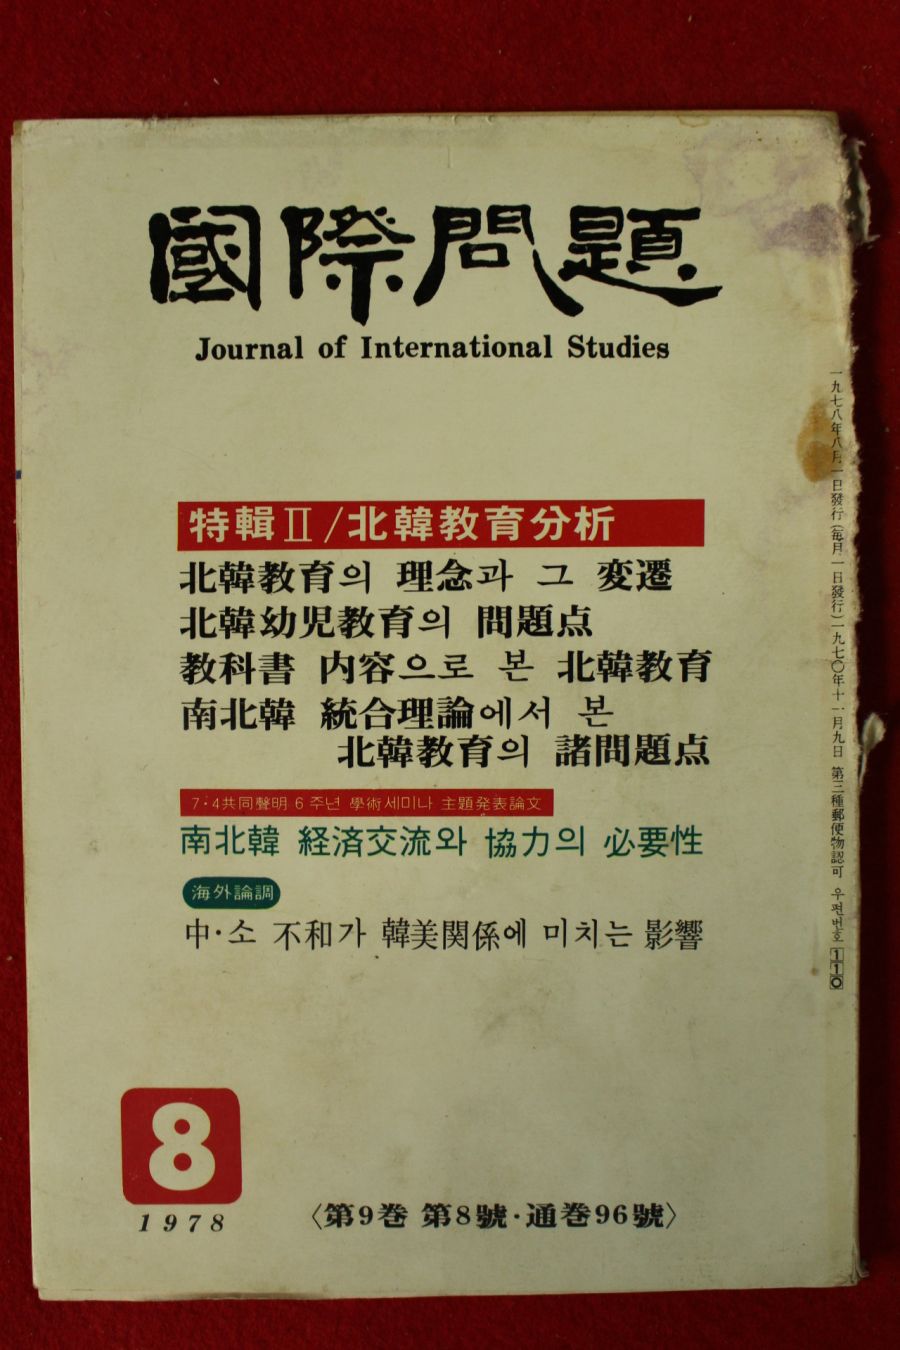 國際問題
Journal of International Studies
特輯Ⅱ/北韓教育分析
北韓教育의 理念과 그 変遷
北韓幼児教育의 問題点
教科書 内容으로 본 北韓教育
南北韓 統合理論에서 본
北韓教育의 諸問題点
7·4共同聲明 6 주년 學術세미나 主題発表論文
南北韓 経済交流와 協力의 必要性
海外論調
中·소 不和가 韓美関係에 미치는 影響
8
1978
〈第9巻 第8號·通巻96號〉
一九七八年八月一日發行(毎月一日發行)一九七〇年十一月九日 第三種郵便物認可 우편번호 110